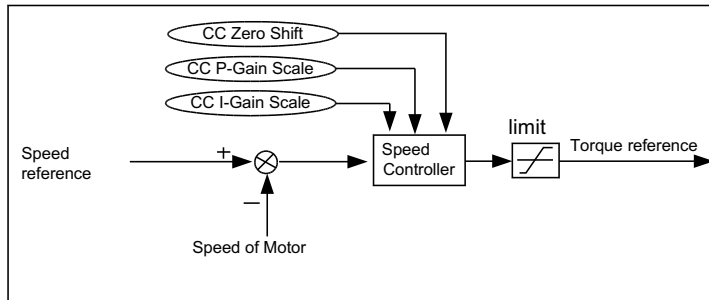 CC Zero Shift
CC P-Gain Scale
CC I-Gain Scale
limit
Speed
reference
+
Speed
Controller
Torque reference
−
Speed of Motor